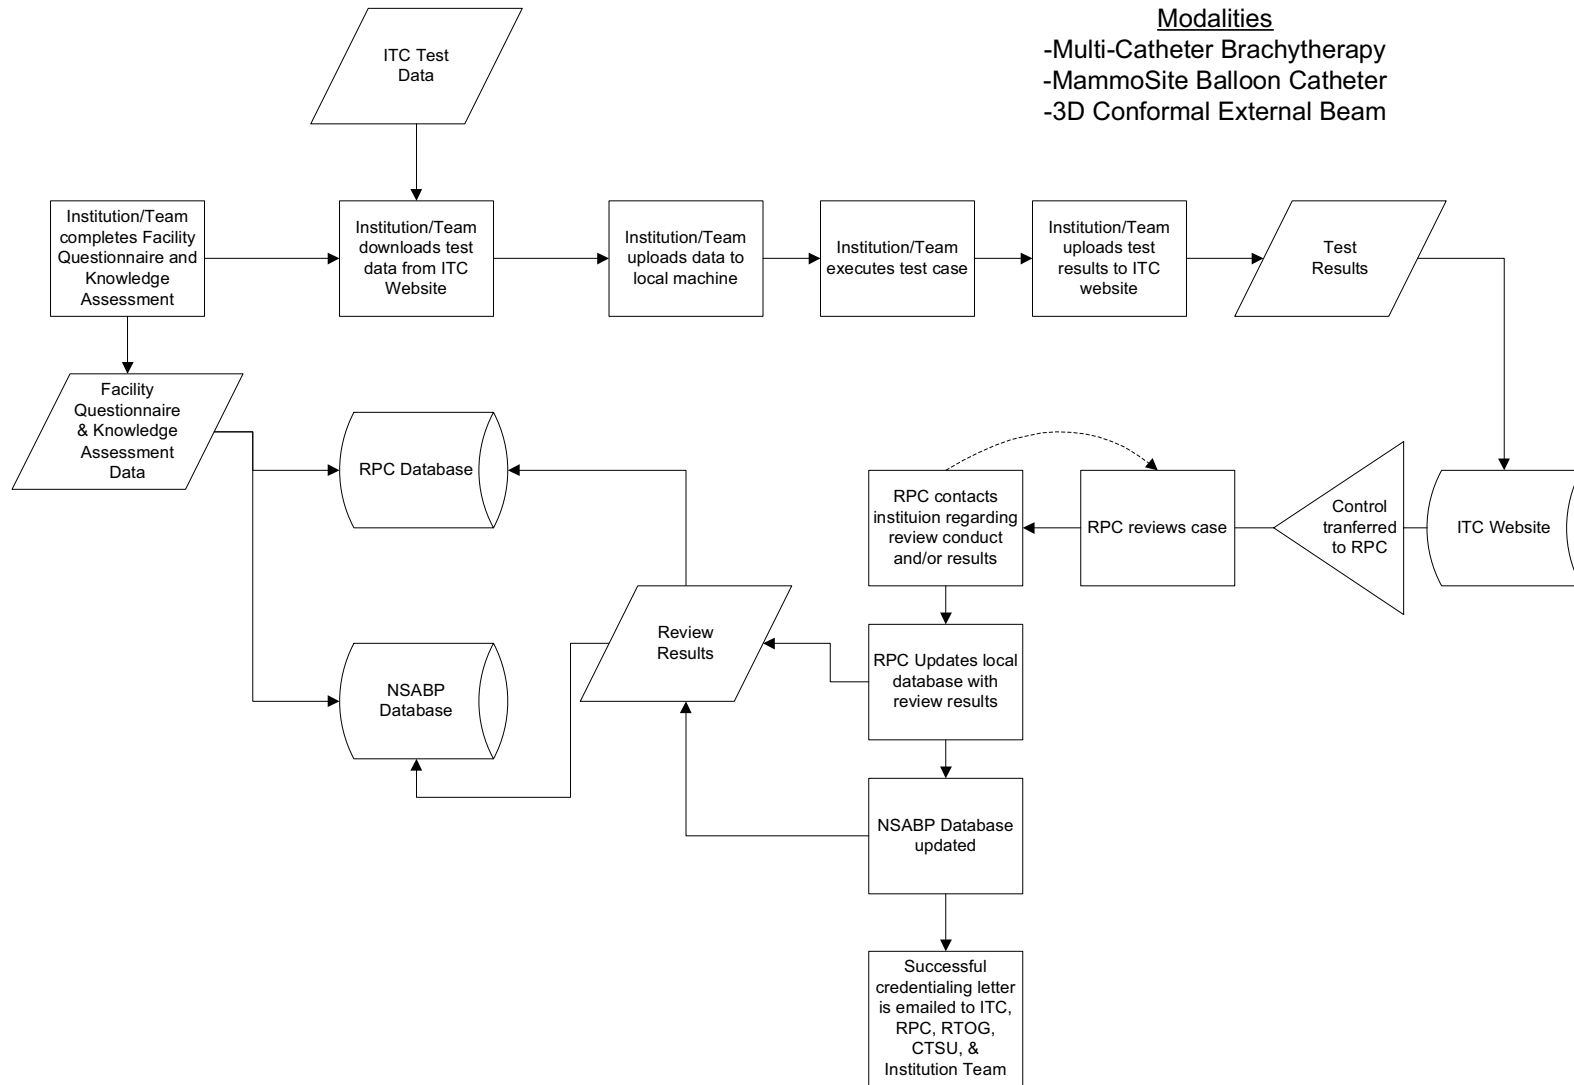 Modalities
-Multi-Catheter Brachytherapy
-MammoSite Balloon Catheter
-3D Conformal External Beam
ITC Test
Data
Institution/Team
completes Facility
Questionnaire and
Knowledge
Assessment
Institution/Team
downloads test
data from ITC
Website
Institution/Team
uploads data to
local machine
Institution/Team
executes test case
Institution/Team
uploads test
results to ITC
website
Test
Results
Facility
Questionnaire
& Knowledge
Assessment
Data
RPC Database
RPC contacts
instituion regarding
review conduct
and/or results
RPC reviews case
Control
tranferred
to RPC
ITC Website
NSABP
Database
Review
Results
RPC Updates local
database with
review results
NSABP Database
updated
Successful
credentialing letter
is emailed to ITC,
RPC, RTOG,
CTSU, &
Institution Team